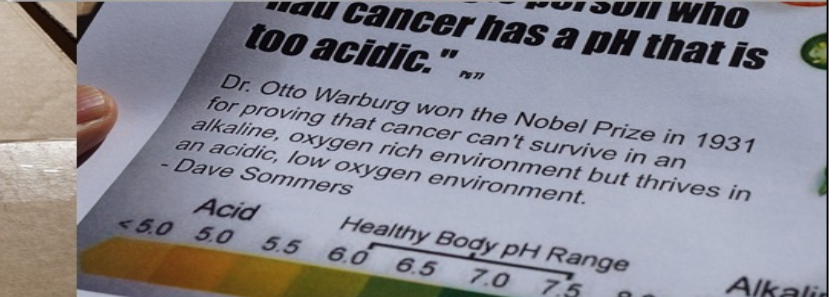 person who
had cancer has a pH that is
too acidic."
Dr. Otto Warburg won the Nobel Prize in 1931
for proving that cancer can't survive in an
alkaline, oxygen rich environment but thrives in
an acidic, low oxygen environment.
- Dave Sommers
Acid
Healthy Body pH Range
<5.0 5.0 5.5 6.0 6.5 7.0 7.5